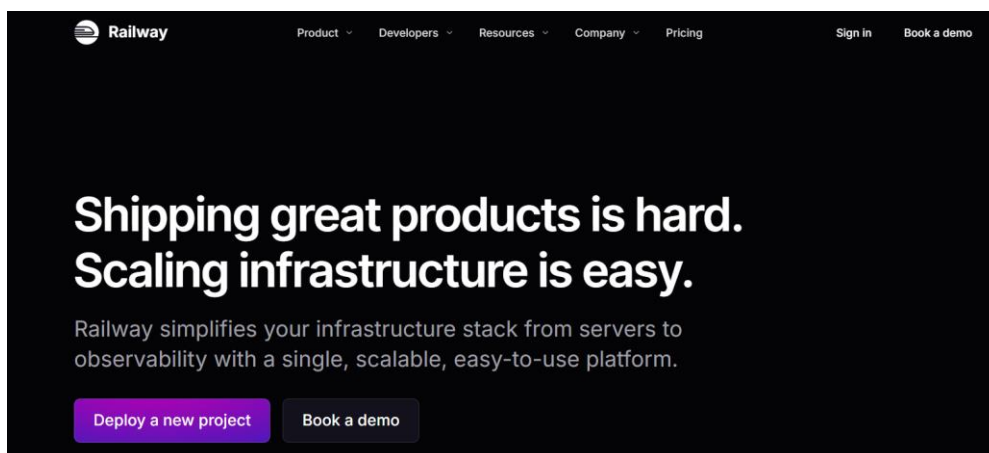 Railway Product Developers Resources Company Pricing Sign in Book a demo
Shipping great products is hard.
Scaling infrastructure is easy.
Railway simplifies your infrastructure stack from servers to
observability with a single, scalable, easy-to-use platform.
Deploy a new project Book a demo